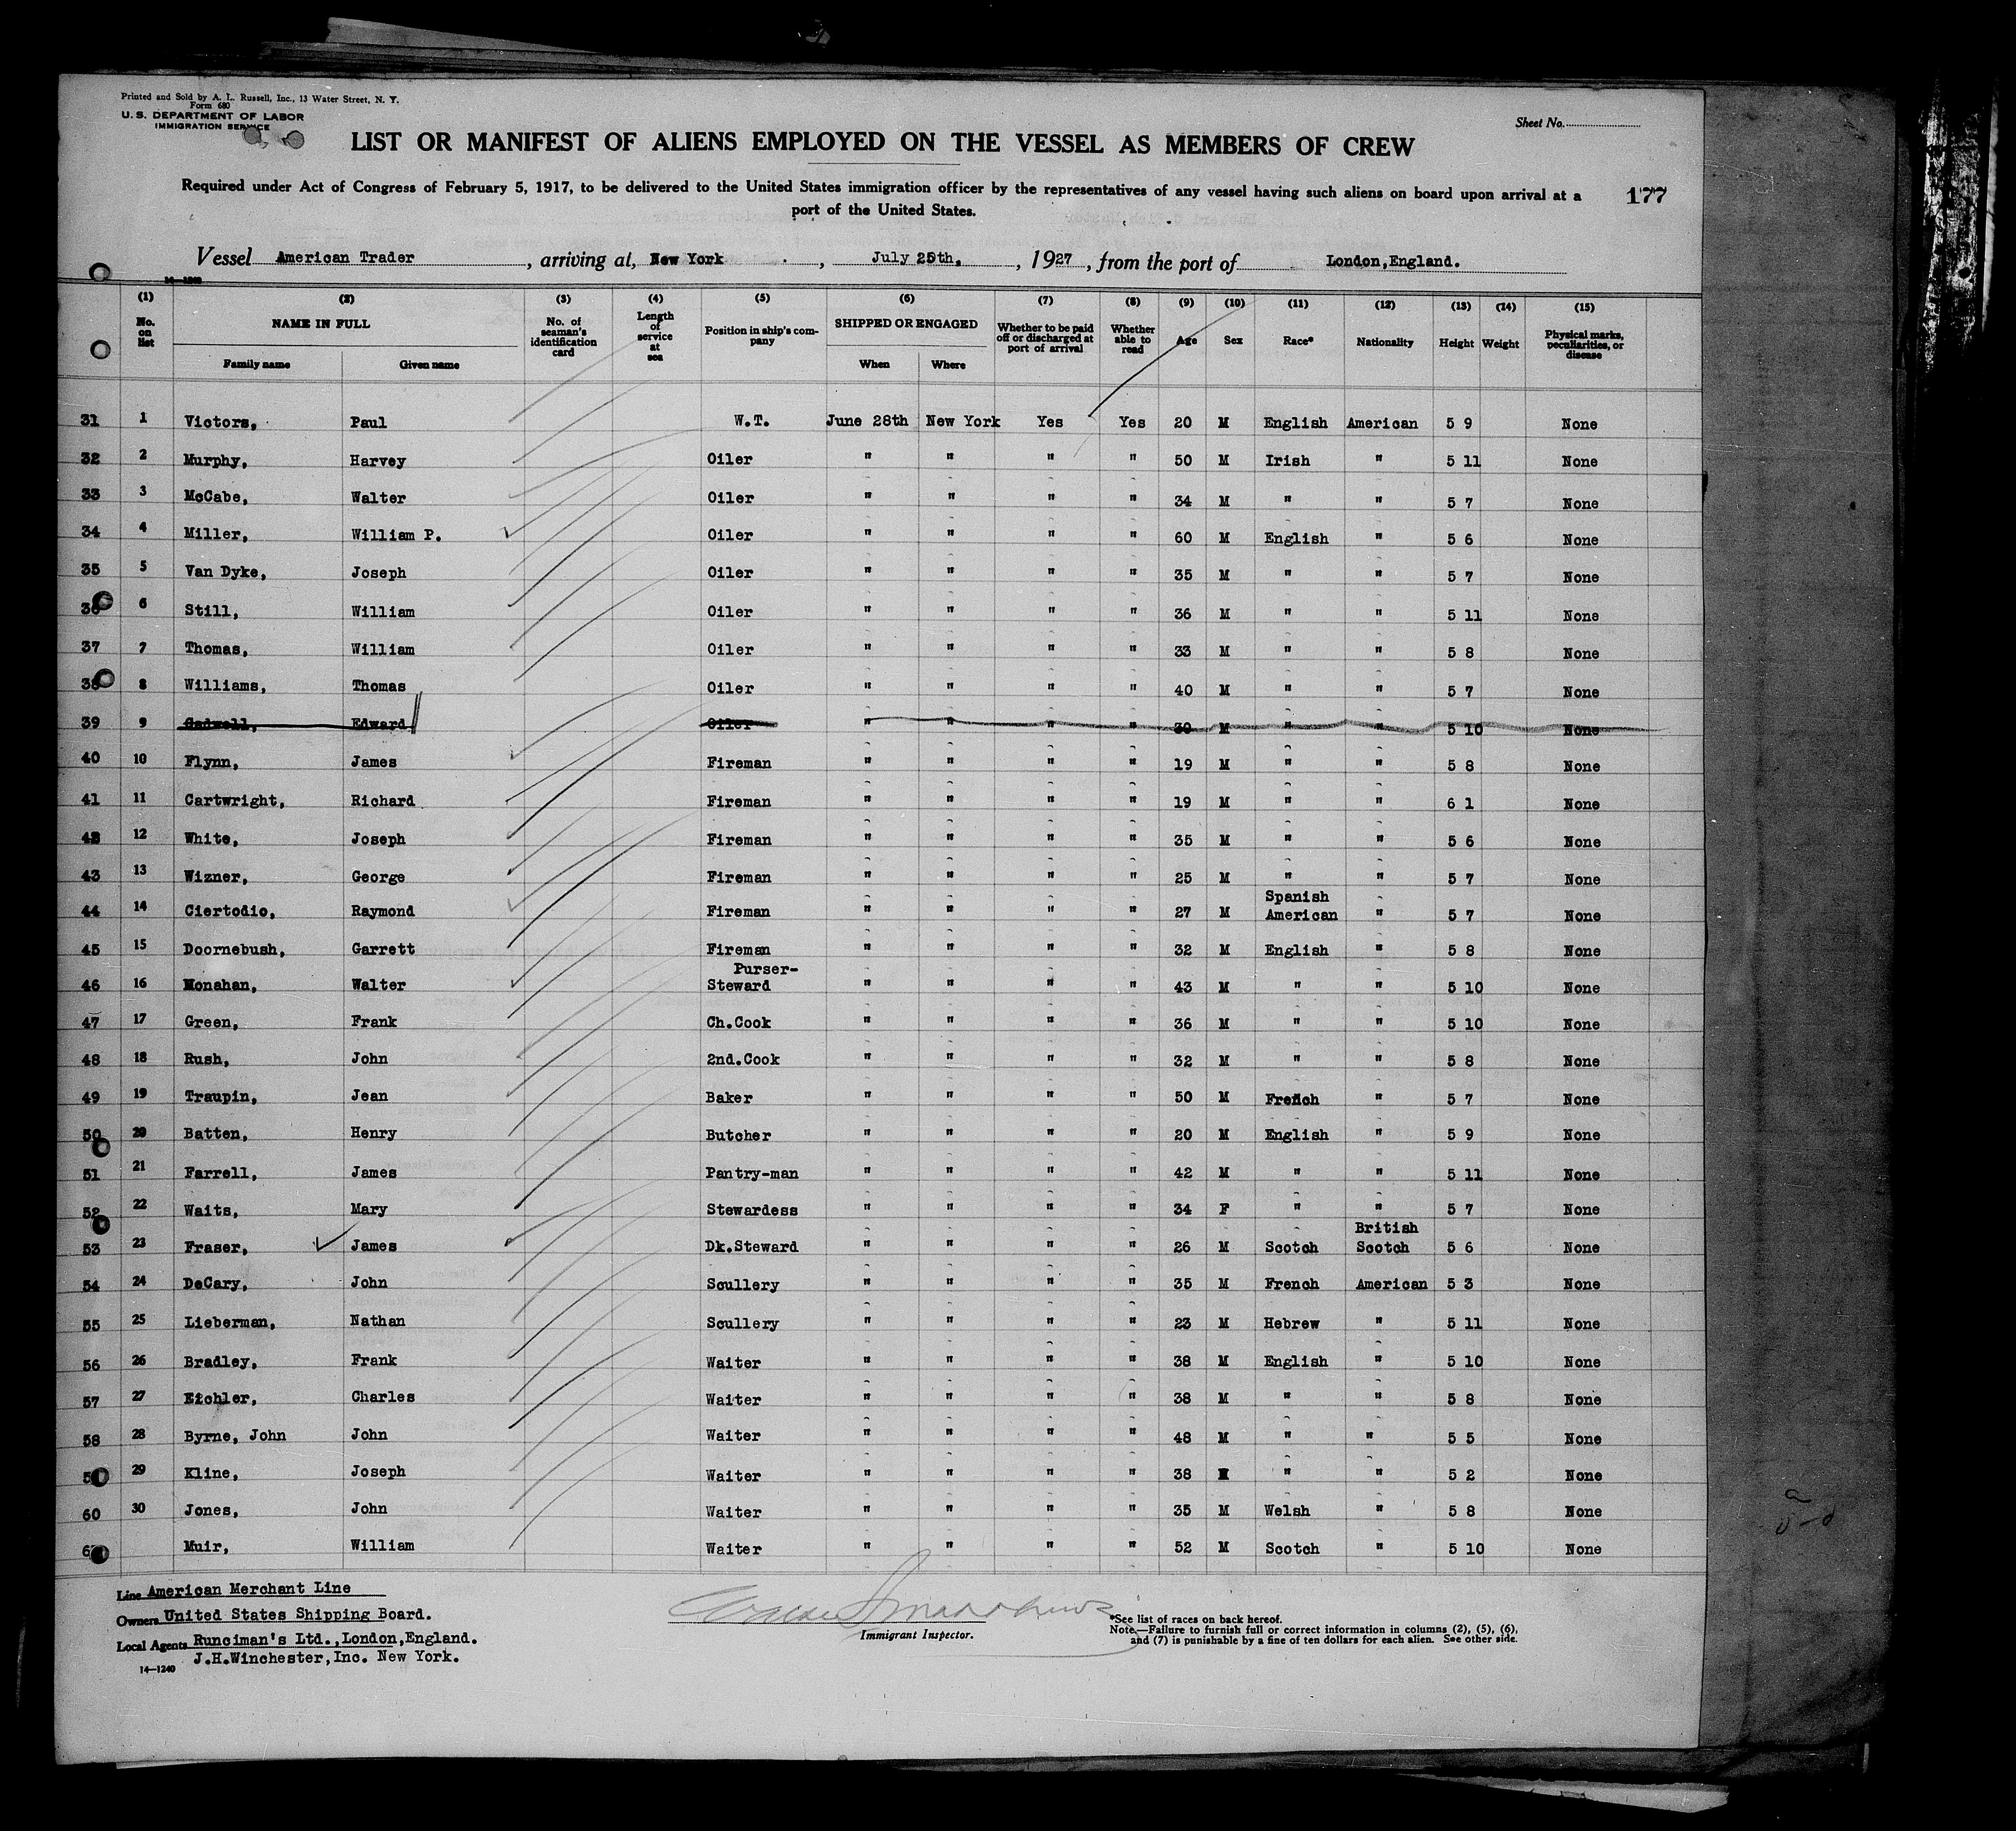 Printed and Sold by A. L. Russell, Inc., 13 Water Street, N. Y.
Form 680
U. S. DEPARTMENT OF LABOR
IMMIGRATION SERVICE
Sheet No.
LIST OR MANIFEST OF ALIENS EMPLOYED ON THE VESSEL AS MEMBERS OF CREW
Required under Act of Congress of February 5, 1917, to be delivered to the United States immigration officer by the representatives of any vessel having such aliens on board upon arrival at a
port of the United States.
177
Vessel American Trader, arriving at, New York, July 25th, 1927, from the port of London, England.
14-1240
(1) (2) (3) (4) (5) (6) (7) (8) (9) (10) (11) (12) (13) (14) (15)
No. on list NAME IN FULL Family name Given name No. of seaman's identification card Length of service at sea Position in ship's company SHIPPED OR ENGAGED When Where Whether to be paid off or discharged at port of arrival Whether able to read Age Sex Race* Nationality Height Weight Physical marks, peculiarities, or disease
31 1 Victors, Paul W.T. June 28th New York Yes Yes 20 M English American 5 9 None
32 2 Murphy, Harvey Oiler " " " " 50 M Irish " 5 11 None
33 3 McCabe, Walter Oiler " " " " 34 M " " 5 7 None
34 4 Miller, William P. Oiler " " " " 60 M English " 5 6 None
35 5 Van Dyke, Joseph Oiler " " " " 35 M " " 5 7 None
36 6 Still, William Oiler " " " " 36 M " " 5 11 None
37 7 Thomas, William Oiler " " " " 33 M " " 5 8 None
38 8 Williams, Thomas Oiler " " " " 40 M " " 5 7 None
39 9 Edward Oiler " " " " 30 M " " 5 10 None
40 10 Flynn, James Fireman " " " " 19 M " " 5 8 None
41 11 Cartwright, Richard Fireman " " " " 19 M " " 6 1 None
42 12 White, Joseph Fireman " " " " 35 M " " 5 6 None
43 13 Wizner, George Fireman " " " " 25 M " " 5 7 None
44 14 Ciertodio, Raymond Fireman " " " " 27 M Spanish American " 5 7 None
45 15 Doornebush, Garrett Fireman " " " " 32 M English " 5 8 None
46 16 Monahan, Walter Purser-Steward " " " " 43 M " " 5 10 None
47 17 Green, Frank Ch.Cook " " " " 36 M " " 5 10 None
48 18 Rush, John 2nd.Cook " " " " 32 M " " 5 8 None
49 19 Traupin, Jean Baker " " " " 50 M French " 5 7 None
50 20 Batten, Henry Butcher " " " " 20 M English " 5 9 None
51 21 Farrell, James Pantry-man " " " " 42 M " " 5 11 None
52 22 Waits, Mary Stewardess " " " " 34 F " " 5 7 None
53 23 Fraser, James Dk.Steward " " " " 26 M Scotch British Scotch 5 6 None
54 24 DeCary, John Scullery " " " " 35 M French American 5 3 None
55 25 Lieberman, Nathan Scullery " " " " 23 M Hebrew " 5 11 None
56 26 Bradley, Frank Waiter " " " " 38 M English " 5 10 None
57 27 Eichler, Charles Waiter " " " " 38 M " " 5 8 None
58 28 Byrne, John John Waiter " " " " 48 M " " 5 5 None
29 Kline, Joseph Waiter " " " " 38 M " " 5 2 None
60 30 Jones, John Waiter " " " " 35 M Welsh " 5 8 None
Muir, William Waiter " " " " 52 M Scotch " 5 10 None
Line American Merchant Line
Owners United States Shipping Board.
Local Agents Runciman's Ltd.,London,England.
J.H.Winchester,Inc. New York.
14-1240
Immigrant Inspector.
*See list of races on back hereof.
Note.—Failure to furnish full or correct information in columns (2), (5), (6),
and (7) is punishable by a fine of ten dollars for each alien. See other side.